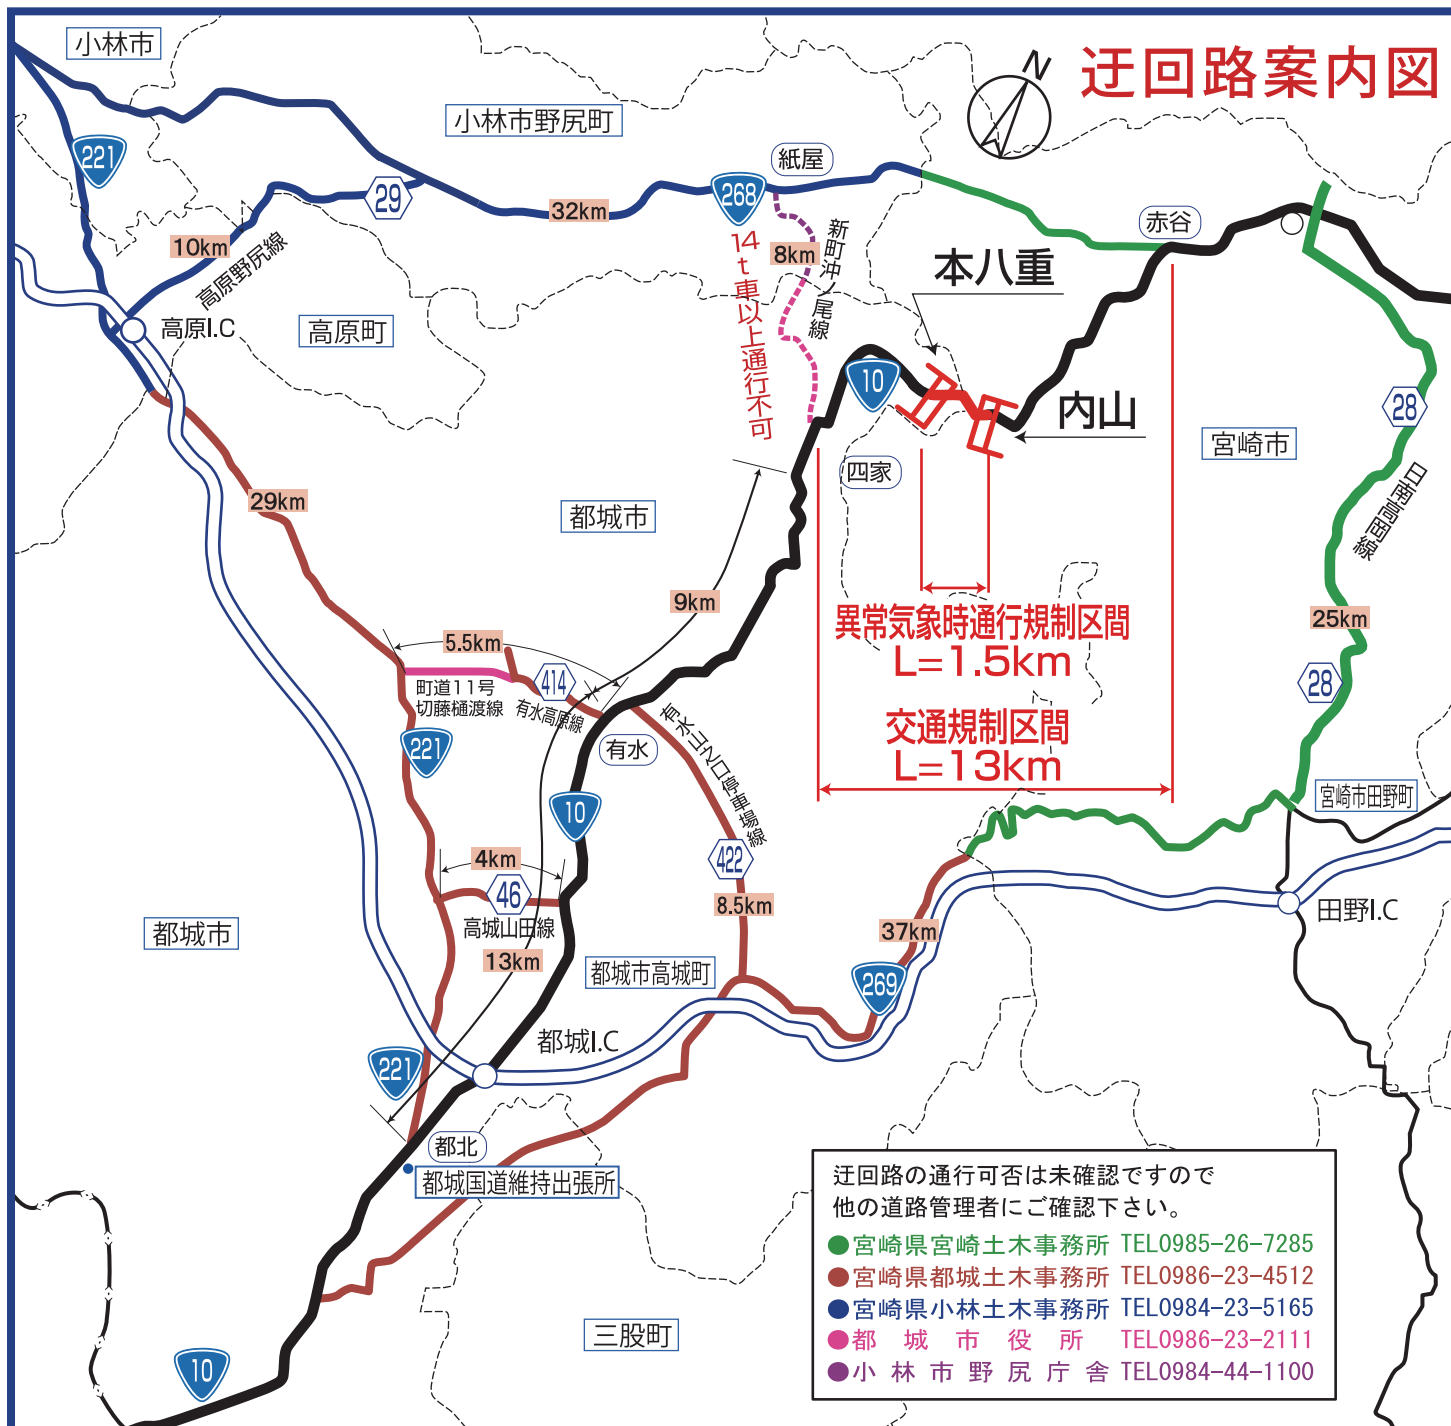 迂回路案内図
N
小林市
小林市野尻町
紙屋
221
29
268
32km
10km
高原野尻線
8km
新町沖ノ尾線
14t車以上通行不可
赤谷
本八重
高原I.C
高原町
10
内山
28
宮崎市
四家
日南高岡線
29km
都城市
9km
異常気象時通行規制区間
L=1.5km
25km
5.5km
町道11号
切藤樋渡線
414
有水高原線
28
交通規制区間
L=13km
221
有水
有水山之口停車場線
宮崎市田野町
10
4km
46
高城山田線
422
8.5km
田野I.C
都城市
37km
13km
都城市高城町
269
都城I.C
221
都北
都城国道維持出張所
迂回路の通行可否は未確認ですので
他の道路管理者にご確認下さい。
●宮崎県宮崎土木事務所 TEL0985-26-7285
●宮崎県都城土木事務所 TEL0986-23-4512
●宮崎県小林土木事務所 TEL0984-23-5165
●都城市役所 TEL0986-23-2111
●小林市野尻庁舎 TEL0984-44-1100
三股町
10